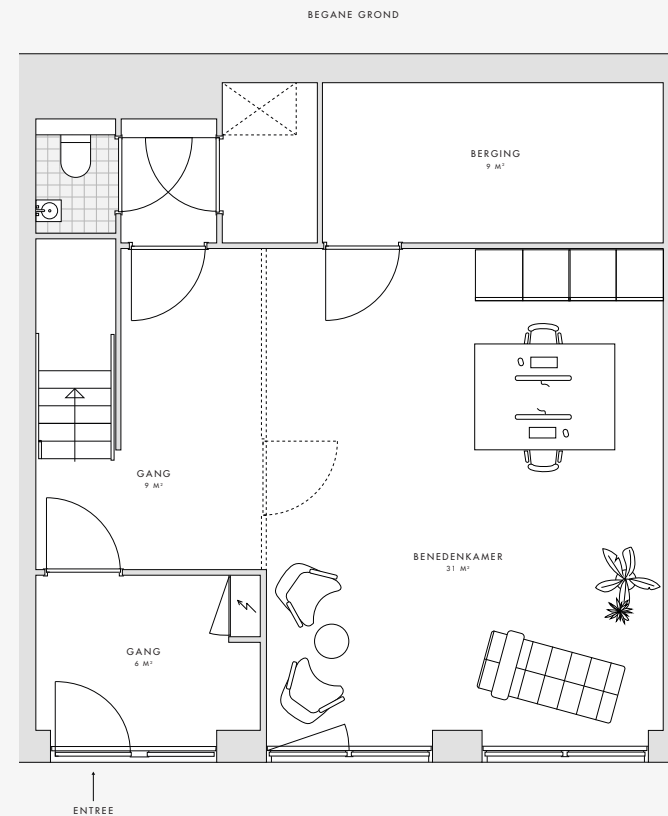 BEGANE GROND
BERGING
9 M²
GANG
9 M²
BENEDENKAMER
31 M²
GANG
6 M²
ENTREE